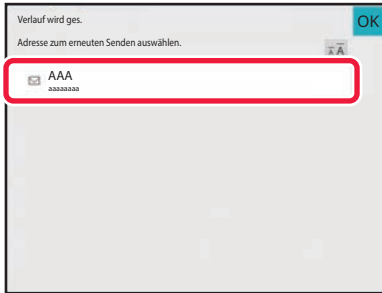 Verlauf wird ges.
OK
Adresse zum erneuten Senden auswählen.
A A
AAA
aaaaaaaa